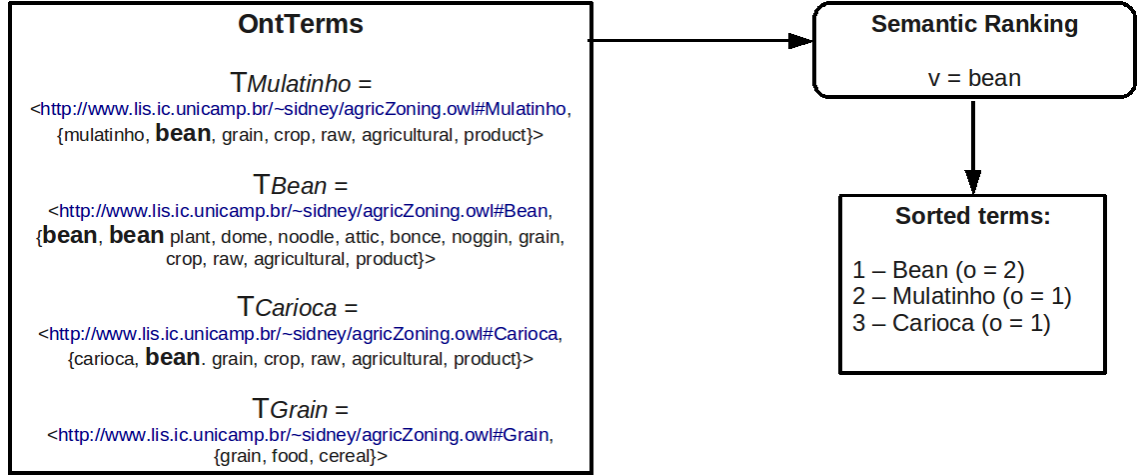 OntTerms
TMulatinho =
<http://www.lis.ic.unicamp.br/~sidney/agricZoning.owl#Mulatinho,
{mulatinho, bean, grain, crop, raw, agricultural, product}>
TBean =
<http://www.lis.ic.unicamp.br/~sidney/agricZoning.owl#Bean,
{bean, bean plant, dome, noodle, attic, bonce, noggin, grain,
crop, raw, agricultural, product}>
TCarioca =
<http://www.lis.ic.unicamp.br/~sidney/agricZoning.owl#Carioca,
{carioca, bean. grain, crop, raw, agricultural, product}>
TGrain =
<http://www.lis.ic.unicamp.br/~sidney/agricZoning.owl#Grain,
{grain, food, cereal}>
Semantic Ranking
v = bean
Sorted terms:
1 – Bean (o = 2)
2 – Mulatinho (o = 1)
3 – Carioca (o = 1)